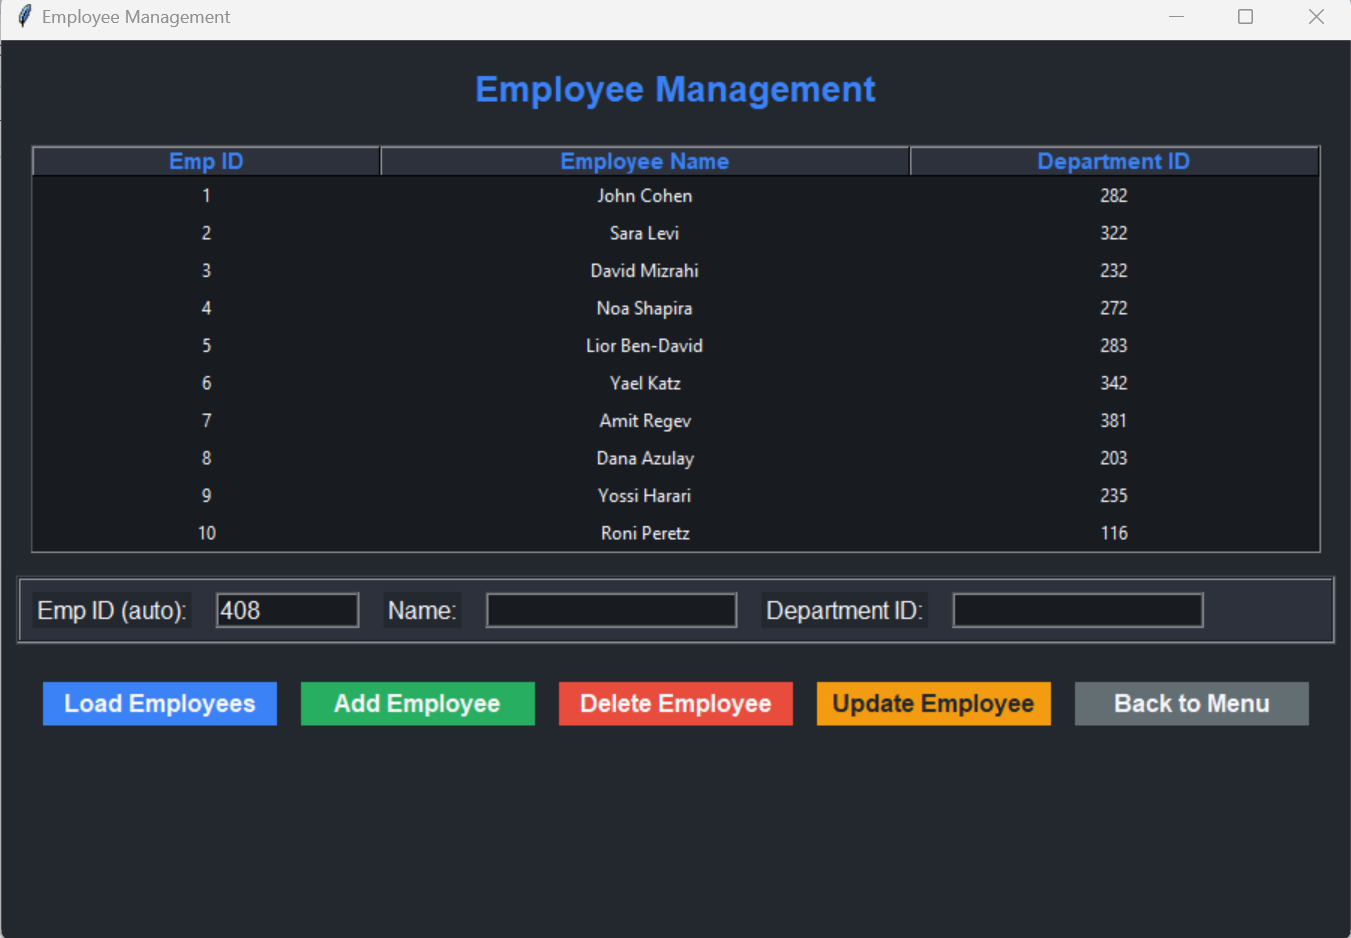 Employee Management
Employee Management
Emp ID Employee Name Department ID
1 John Cohen 282
2 Sara Levi 322
3 David Mizrahi 232
4 Noa Shapira 272
5 Lior Ben-David 283
6 Yael Katz 342
7 Amit Regev 381
8 Dana Azulay 203
9 Yossi Harari 235
10 Roni Peretz 116
Emp ID (auto): 408 Name: Department ID:
Load Employees Add Employee Delete Employee Update Employee Back to Menu